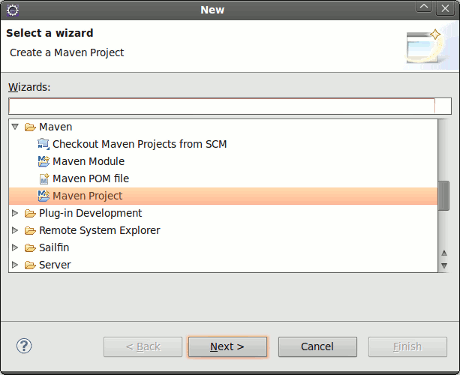 New
Select a wizard
Create a Maven Project
Wizards:
Maven
Checkout Maven Projects from SCM
Maven Module
Maven POM file
Maven Project
Plug-in Development
Remote System Explorer
Sailfin
Server
? < Back Next > Cancel Finish